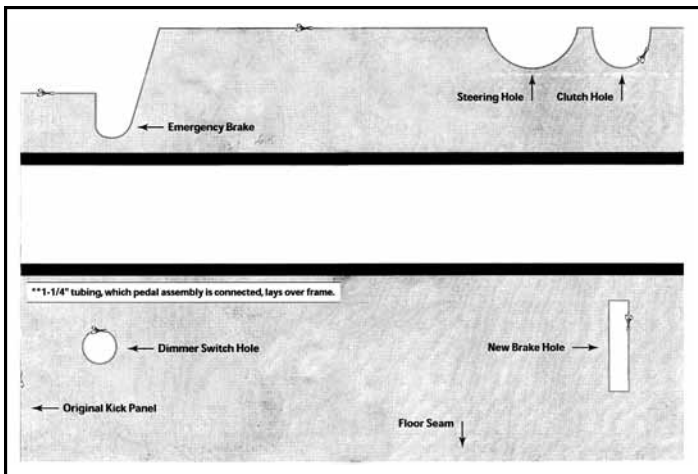 Steering Hole
Clutch Hole
Emergency Brake
**1-1/4" tubing, which pedal assembly is connected, lays over frame.
Dimmer Switch Hole
New Brake Hole
Original Kick Panel
Floor Seam